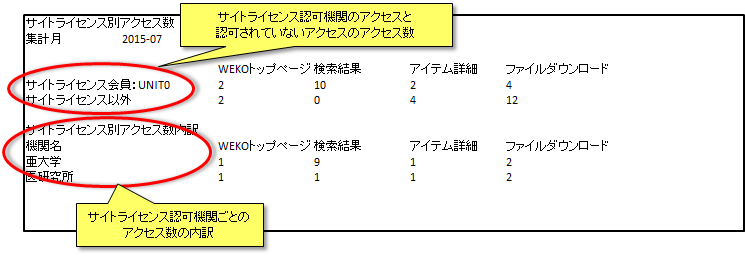 サイトライセンス別アクセス数
集計月 2015-07
サイトライセンス認可機関のアクセスと
認可されていないアクセスのアクセス数
WEKOトップページ 検索結果 アイテム詳細 ファイルダウンロード
サイトライセンス会員：UNIT0 2 10 2 4
サイトライセンス以外 2 0 4 12
サイトライセンス別アクセス数内訳
機関名 WEKOトップページ 検索結果 アイテム詳細 ファイルダウンロード
亜大学 1 9 1 2
医研究所 1 1 1 2
サイトライセンス認可機関ごとの
アクセス数の内訳